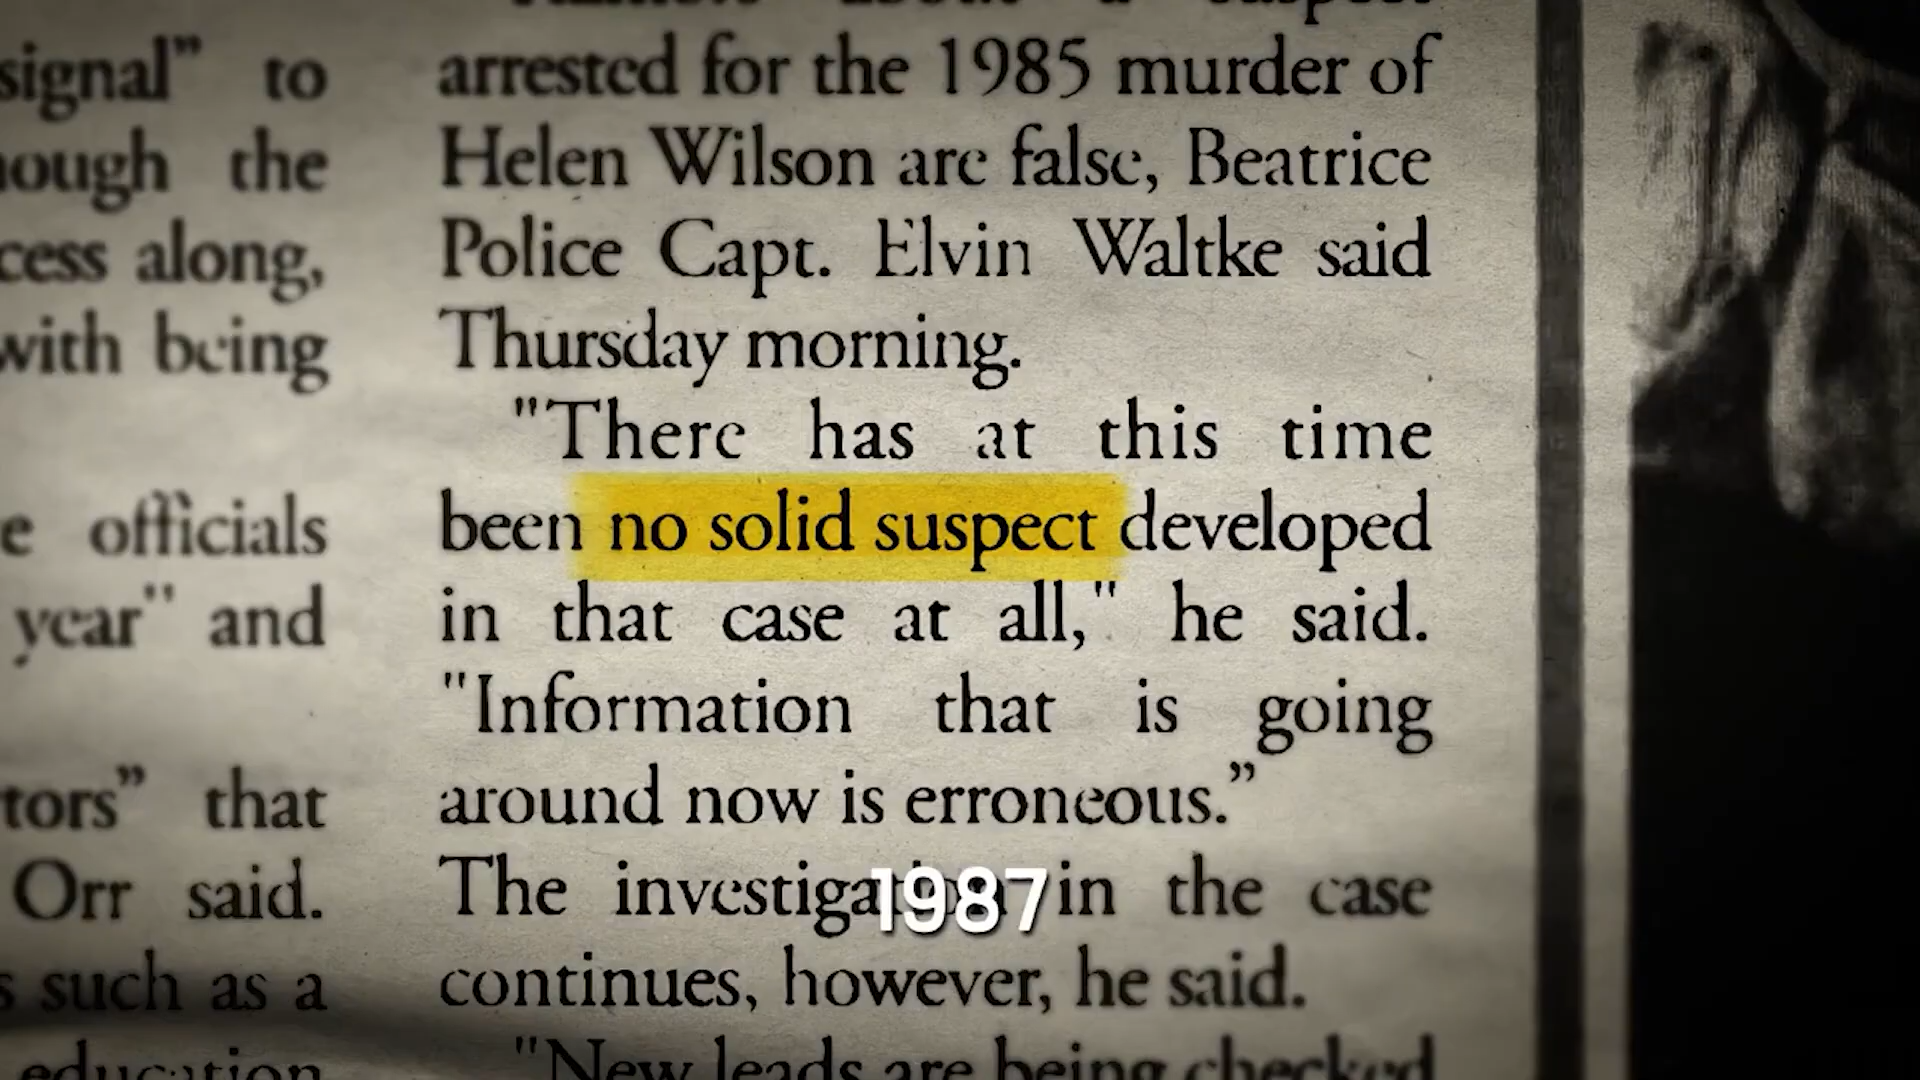 signal" to
the
cess along,
with being
officials
year" and
tors" that
Orr said.
such as a
education
arrested for the 1985 murder of
Helen Wilson are false, Beatrice
Police Capt. Elvin Waltke said
Thursday morning.
"There has at this time
been no solid suspect developed
in that case at all," he said.
"Information that is going
around now is erroneous.”
The in the case
continues, however, he said.
"New leads are being checked
1987